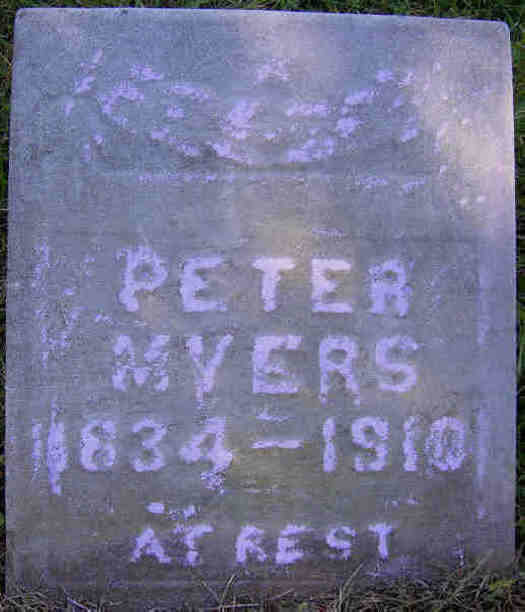 PETER
MYERS
1834 — 1910
AT REST